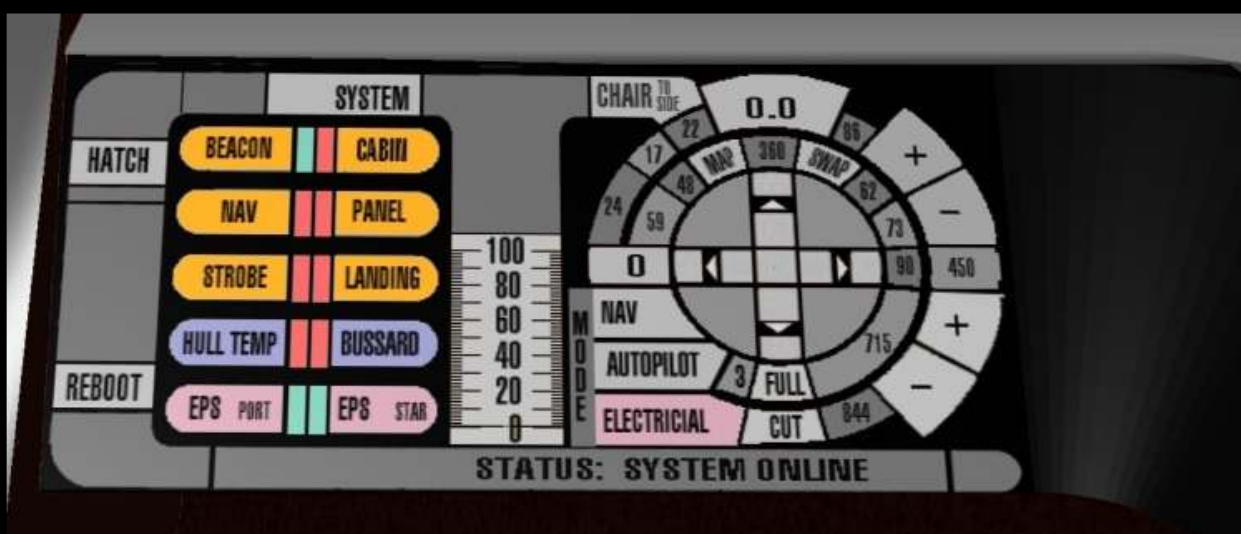 SYSTEM
HATCH
BEACON CABIN
NAV PANEL
STROBE LANDING
HULL TEMP BUSSARD
REBOOT
EPS PORT EPS STAR
100
80
60
40
20
0
CHAIR TO SIDE
0.0
22 86
17 48 MAP 360 SWAP 62 +
24 59 73 -
0 90 450
MODE
NAV +
AUTOPILOT 3 FULL 715 -
ELECTRICIAL CUT 844
STATUS: SYSTEM ONLINE